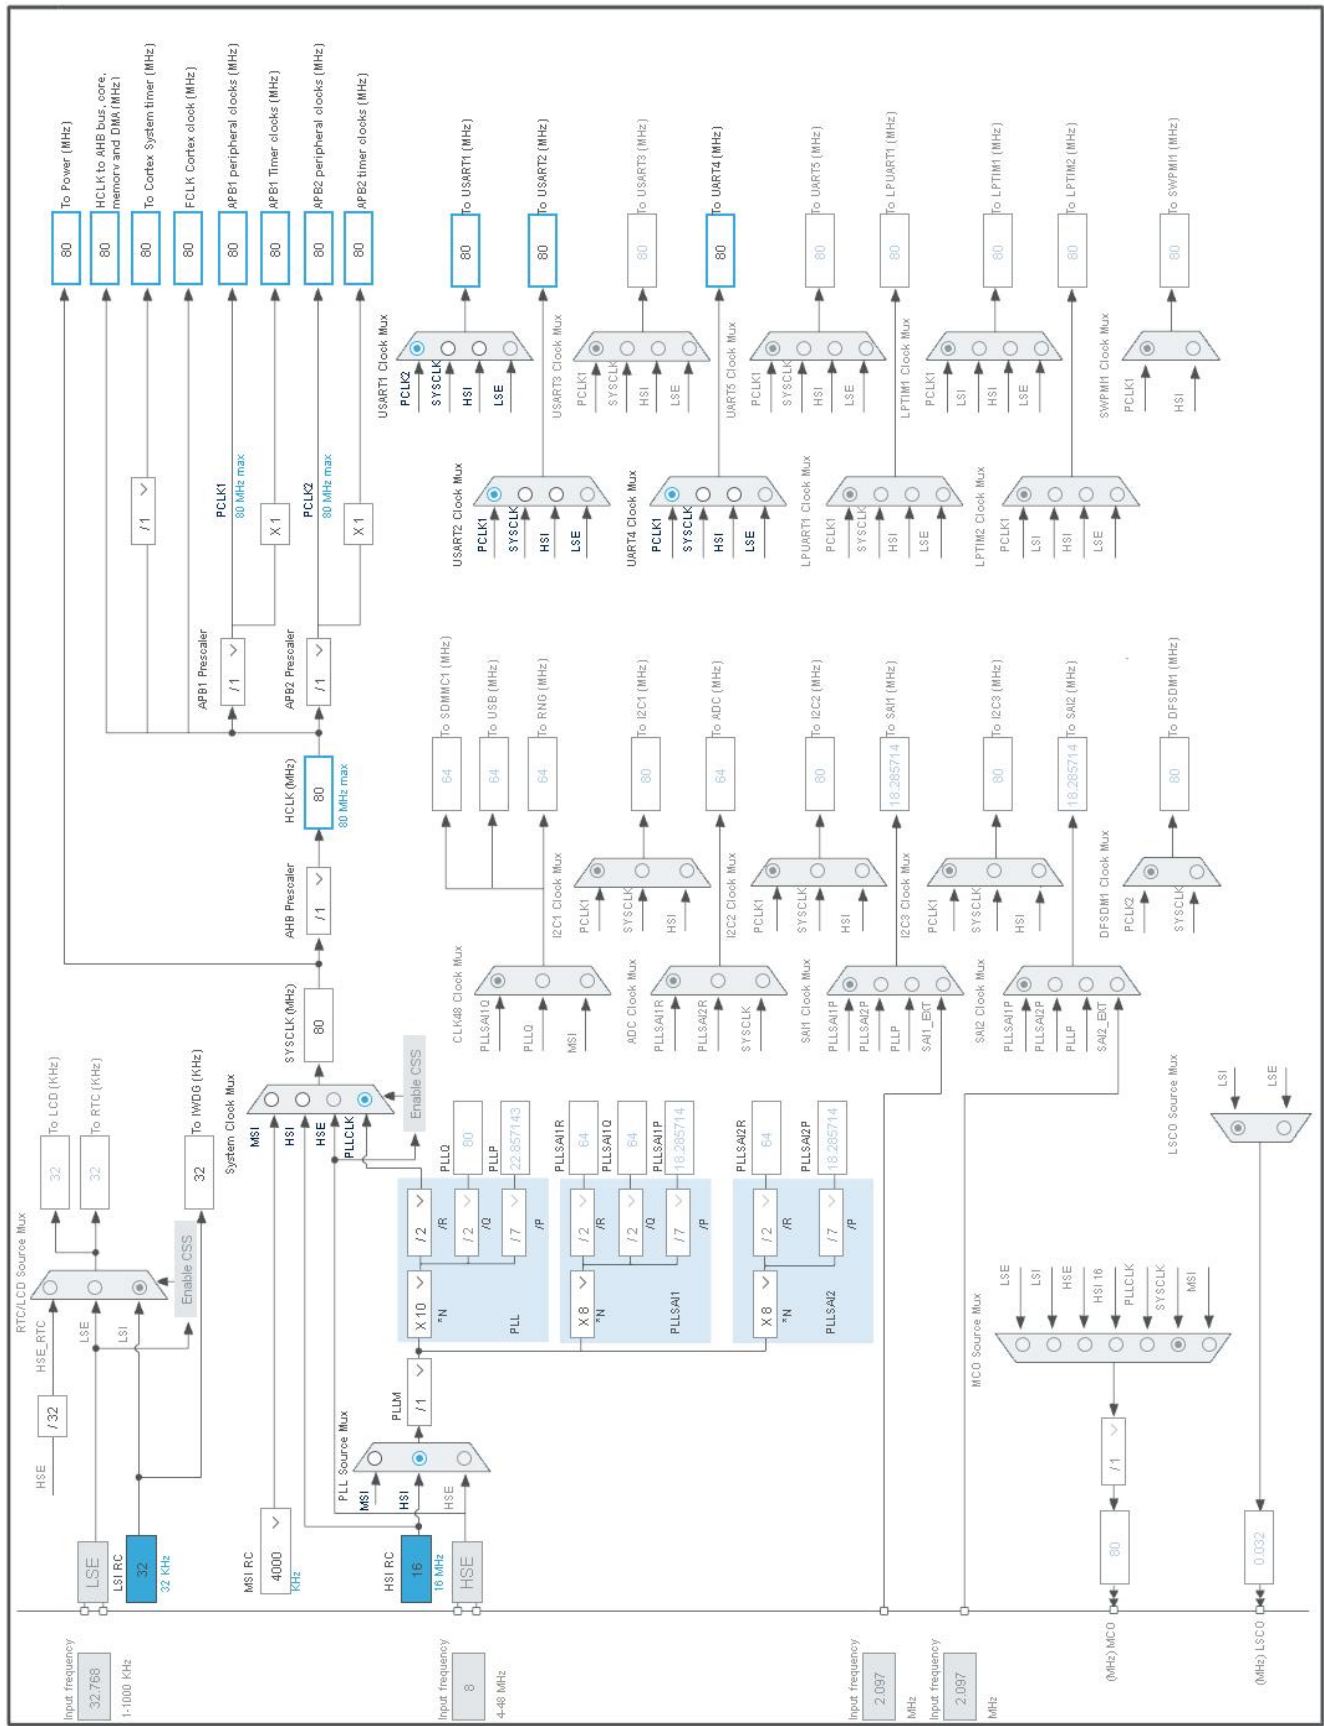 Input frequency
32.768
1-1000 KHz
LSE
LSI RC
32
32 KHz
HSE
/ 32
HSE_RTC
LSE
LSI
RTC/LCD Source Mux
Enable CSS
32
To LCD (KHz)
32
To RTC (KHz)
32
To IWDG (KHz)
MSI RC
4000
KHz
HSI RC
16
16 MHz
Input frequency
8
4-48 MHz
HSE
PLL Source Mux
MSI
HSI
HSE
PLLM
/ 1
X 10
*N
/ 2
/R
/ 2
/Q
/ 7
/P
PLL
PLLQ
80
PLLP
22.857143
X 8
*N
/ 2
/R
/ 2
/Q
/ 7
/P
PLLSAI1
PLLSAI1R
64
PLLSAI1Q
64
PLLSAI1P
18.285714
X 8
*N
/ 2
/R
/ 7
/P
PLLSAI2
PLLSAI2R
64
PLLSAI2P
18.285714
System Clock Mux
MSI
HSI
HSE
PLLCLK
Enable CSS
SYSCLK (MHz)
80
AHB Prescaler
/ 1
HCLK (MHz)
80
80 MHz max
APB1 Prescaler
/ 1
PCLK1
80 MHz max
X 1
APB2 Prescaler
/ 1
PCLK2
80 MHz max
X 1
/ 1
80
To Power (MHz)
80
HCLK to AHB bus, core,
memory and DMA (MHz)
80
To Cortex System timer (MHz)
80
FCLK Cortex clock (MHz)
80
APB1 peripheral clocks (MHz)
80
APB1 Timer clocks (MHz)
80
APB2 peripheral clocks (MHz)
80
APB2 timer clocks (MHz)
USART1 Clock Mux
PCLK2
SYSCLK
HSI
LSE
80
To USART1 (MHz)
USART2 Clock Mux
PCLK1
SYSCLK
HSI
LSE
80
To USART2 (MHz)
USART3 Clock Mux
PCLK1
SYSCLK
HSI
LSE
80
To USART3 (MHz)
UART4 Clock Mux
PCLK1
SYSCLK
HSI
LSE
80
To UART4 (MHz)
UART5 Clock Mux
PCLK1
SYSCLK
HSI
LSE
80
To UART5 (MHz)
LPUART1 Clock Mux
PCLK1
SYSCLK
HSI
LSE
80
To LPUART1 (MHz)
LPTIM1 Clock Mux
PCLK1
LSI
HSI
LSE
80
To LPTIM1 (MHz)
LPTIM2 Clock Mux
PCLK1
LSI
HSI
LSE
80
To LPTIM2 (MHz)
SWPMI1 Clock Mux
PCLK1
HSI
80
To SWPMI1 (MHz)
CLK48 Clock Mux
PLLSAI1Q
PLLQ
MSI
64
To SDMMC1 (MHz)
64
To USB (MHz)
64
To RNG (MHz)
I2C1 Clock Mux
PCLK1
SYSCLK
HSI
80
To I2C1 (MHz)
ADC Clock Mux
PLLSAI1R
PLLSAI2R
SYSCLK
64
To ADC (MHz)
I2C2 Clock Mux
PCLK1
SYSCLK
HSI
80
To I2C2 (MHz)
SAI1 Clock Mux
PLLSAI1P
PLLSAI2P
PLLP
SAI1_EXT
18.285714
To SAI1 (MHz)
I2C3 Clock Mux
PCLK1
SYSCLK
HSI
80
To I2C3 (MHz)
SAI2 Clock Mux
PLLSAI1P
PLLSAI2P
PLLP
SAI2_EXT
18.285714
To SAI2 (MHz)
DFSDM1 Clock Mux
PCLK2
SYSCLK
80
To DFSDM1 (MHz)
Input frequency
2.097
MHz
Input frequency
2.097
MHz
MCO Source Mux
LSE
LSI
HSE
HSI 16
PLLCLK
SYSCLK
MSI
/ 1
80
(MHz) MCO
LSCO Source Mux
LSI
LSE
0.032
(MHz) LSCO